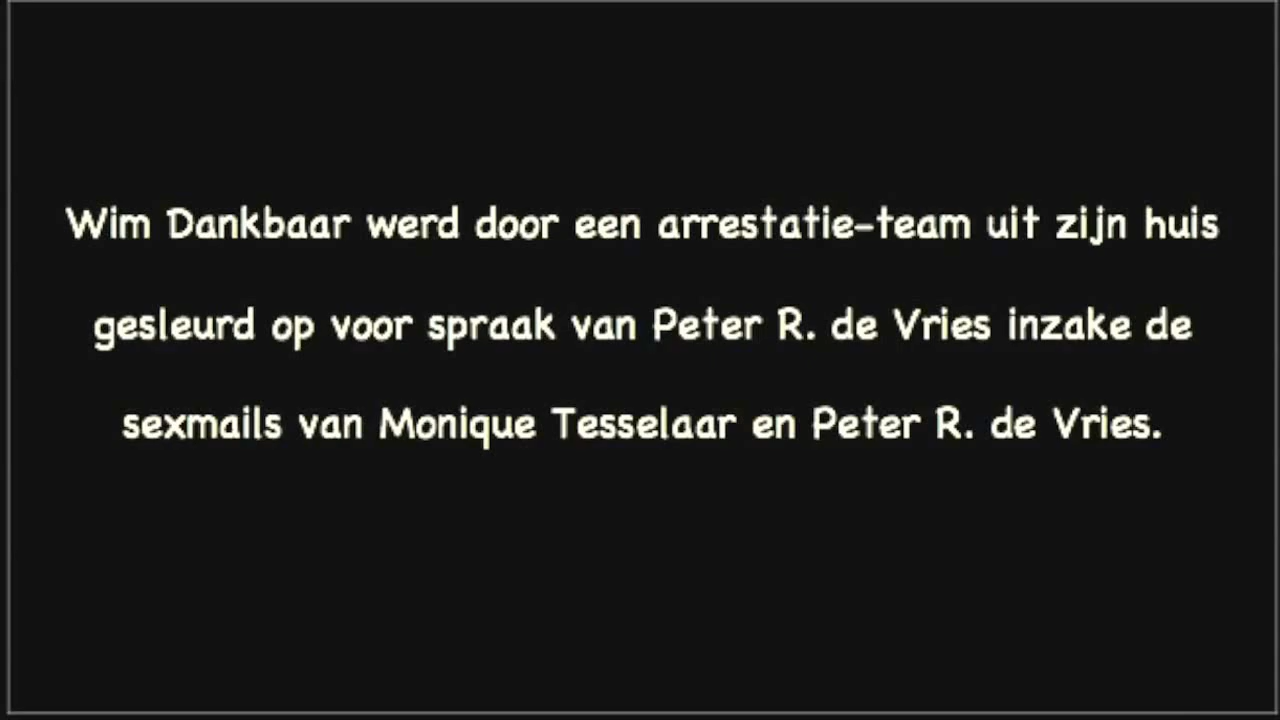 Wim Dankbaar werd door een arrestatie-team uit zijn huis
gesleurd op voor spraak van Peter R. de Vries inzake de
sexmails van Monique Tesselaar en Peter R. de Vries.